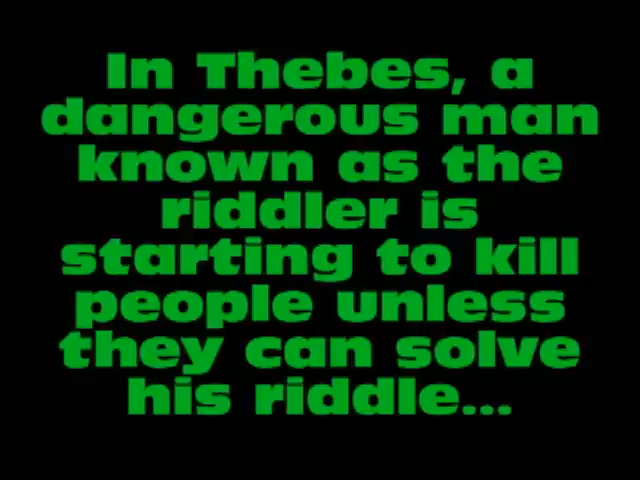 In Thebes, a
dangerous man
known as the
riddler is
starting to kill
people unless
they can solve
his riddle...